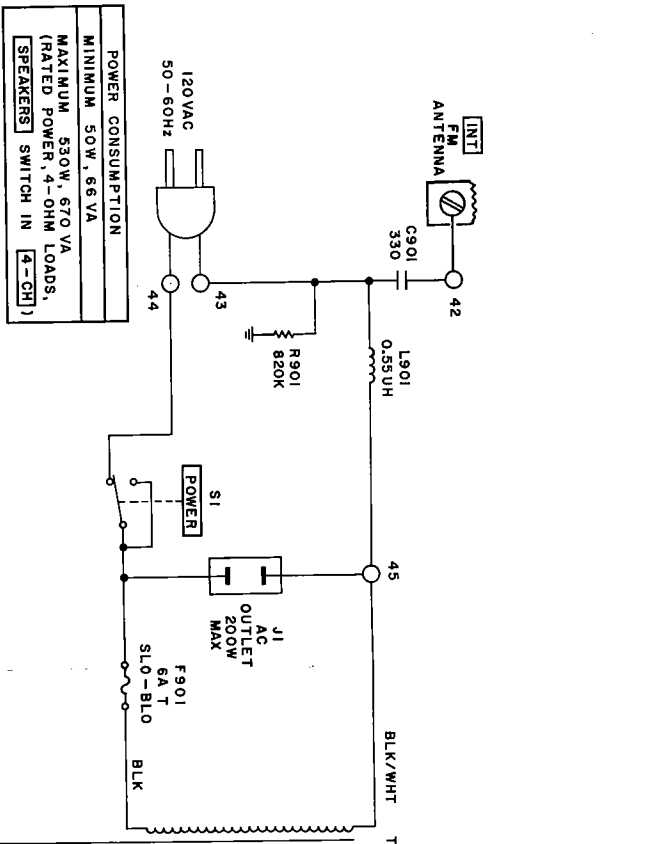 INT
FM
ANTENNA
42
C901
330
43
44
120VAC
50-60Hz
POWER CONSUMPTION
MINIMUM 50W, 66 VA
MAXIMUM 530W, 670 VA
(RATED POWER, 4-OHM LOADS,
SPEAKERS SWITCH IN 4-CH )
L901
0.55UH
R901
820K
S1
POWER
45
J1
AC
OUTLET
200W
MAX
F901
6A T
SLO-BLO
BLK/WHT
BLK
T